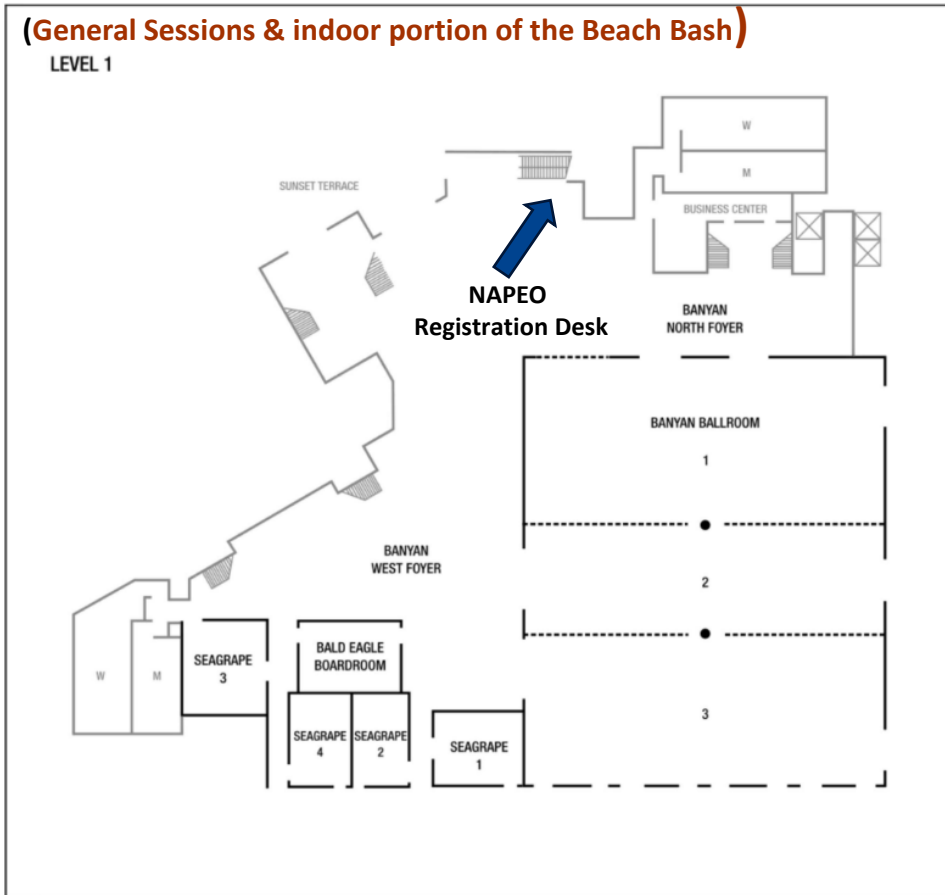 (General Sessions & indoor portion of the Beach Bash)
LEVEL 1
W
M
SUNSET TERRACE
BUSINESS CENTER
NAPEO
Registration Desk
BANYAN
NORTH FOYER
BANYAN BALLROOM
1
BANYAN
WEST FOYER
2
W
M
SEAGRAPE
3
BALD EAGLE
BOARDROOM
SEAGRAPE
4
SEAGRAPE
2
SEAGRAPE
1
3